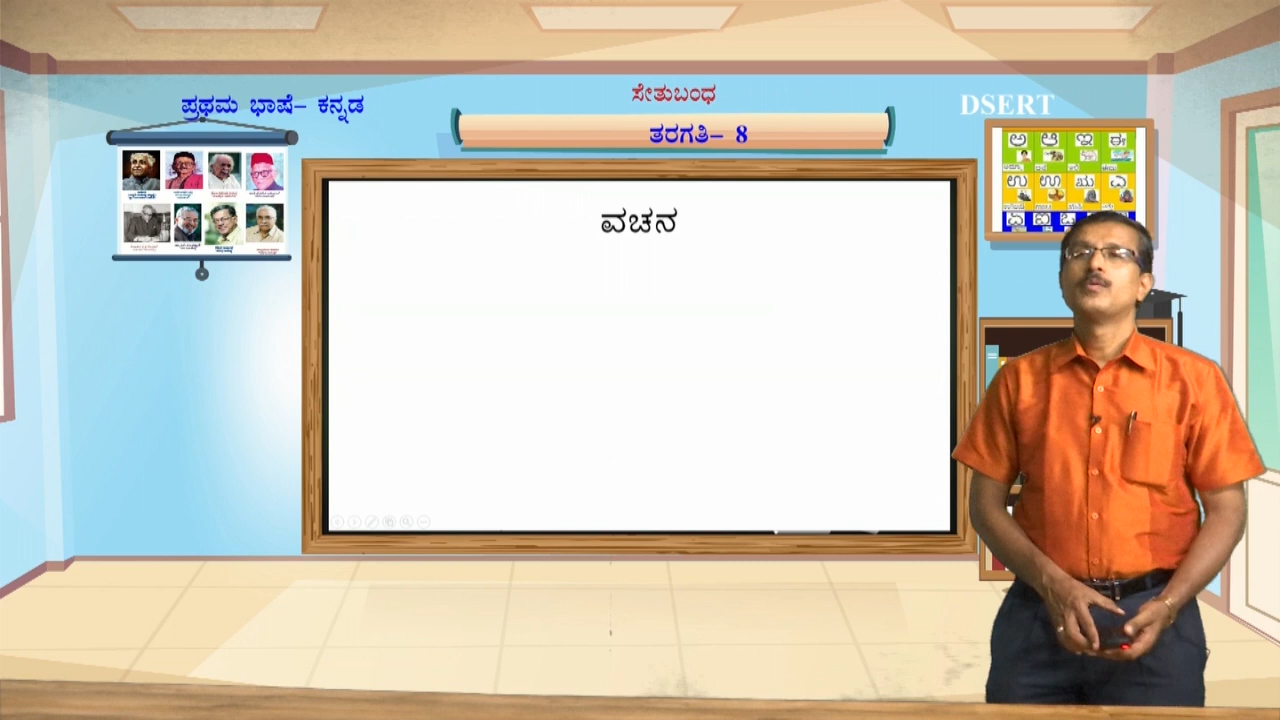 ಪ್ರಥಮ ಭಾಷೆ– ಕನ್ನಡ
ಸೇತುಬಂಧ
DSERT
ತರಗತಿ– 8
ವಚನ
ಅ ಆ ಇ ಈ
ಉ ಊ ಋ ಎ
ಏ ಐ ಒ